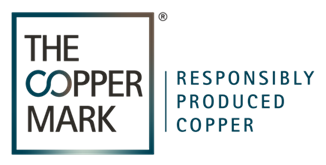 THE
COPPER
MARK
®
RESPONSIBLY
PRODUCED
COPPER